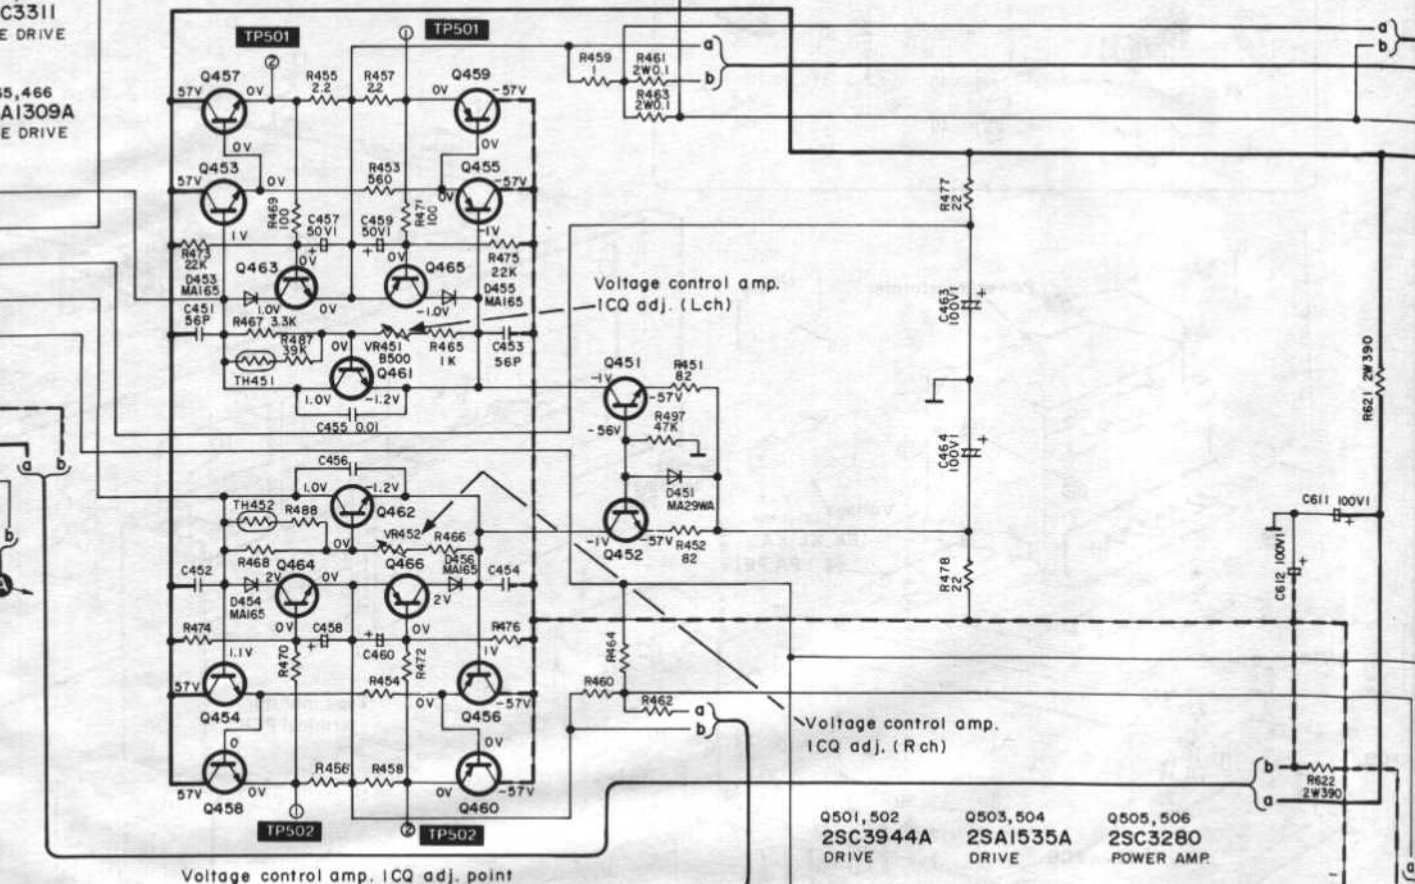 C3311
E DRIVE
65,466
A1309A
E DRIVE
TP501
TP501
①
②
Q457
57V
0V
R455
2.2
R457
2.2
Q459
0V
-57V
0V
0V
Q453
57V
0V
R453
560
Q455
0V
-57V
R469
100
C457
50V1
C459
50V1
R471
100
1V
-1V
R473
22K
R475
22K
Q463
0V
0V
Q465
D453
MA165
1.0V
0V
-1.0V
D455
MA165
C451
56P
R467 3.3K
R487
39K
0V
VR451
B500
R465
1K
C453
56P
TH451
Q461
1.0V
-1.2V
C455 0.01
R459
1
R461
2W0.1
R463
2W0.1
a
b
a
b
Voltage control amp.
ICQ adj. (Lch)
R477
22
C463
100V1
C464
100V1
R478
22
Q451
-1V
R451
82
-57V
R497
47K
-56V
D451
MA29WA
Q452
-1V
-57V
R452
82
R621 2W390
C611 100V1
C612 100V1
R622
2W390
b
a
a b
b
A
C456
1.0V
-1.2V
Q462
TH452
R488
0V
VR452
R466
R468
Q464
Q466
D456
MA165
C452
2V
0V
2V
C454
D454
MA165
0V
0V
R474
C458
C460
R476
R470
R472
1.1V
1V
57V
R454
0V
-57V
Q454
Q456
0
0V
57V
0V
R456
R458
0V
-57V
Q458
Q460
①
②
TP502
TP502
R464
R460
R462
a
b
Voltage control amp.
ICQ adj. (Rch)
Q501,502
2SC3944A
DRIVE
Q503,504
2SA1535A
DRIVE
Q505,506
2SC3280
POWER AMP.
Voltage control amp. ICQ adj. point